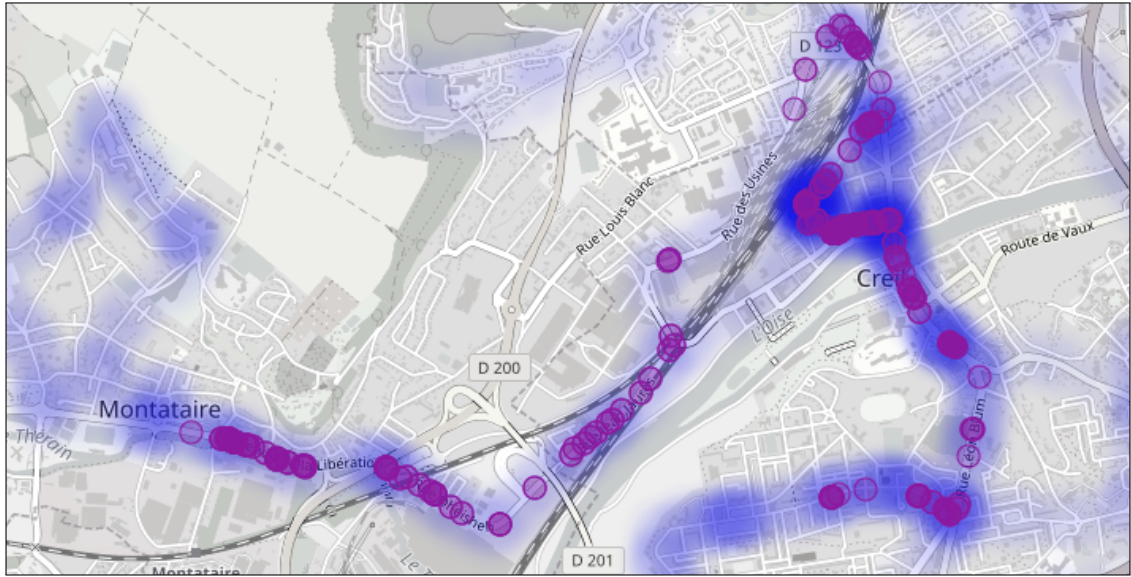 D 123
Rue Louis Blanc
Rue des Usines
Route de Vaux
Creil
L'Oise
D 200
Montataire
Thérain
Libération
Rue Léon Blum
D 201
Montataire